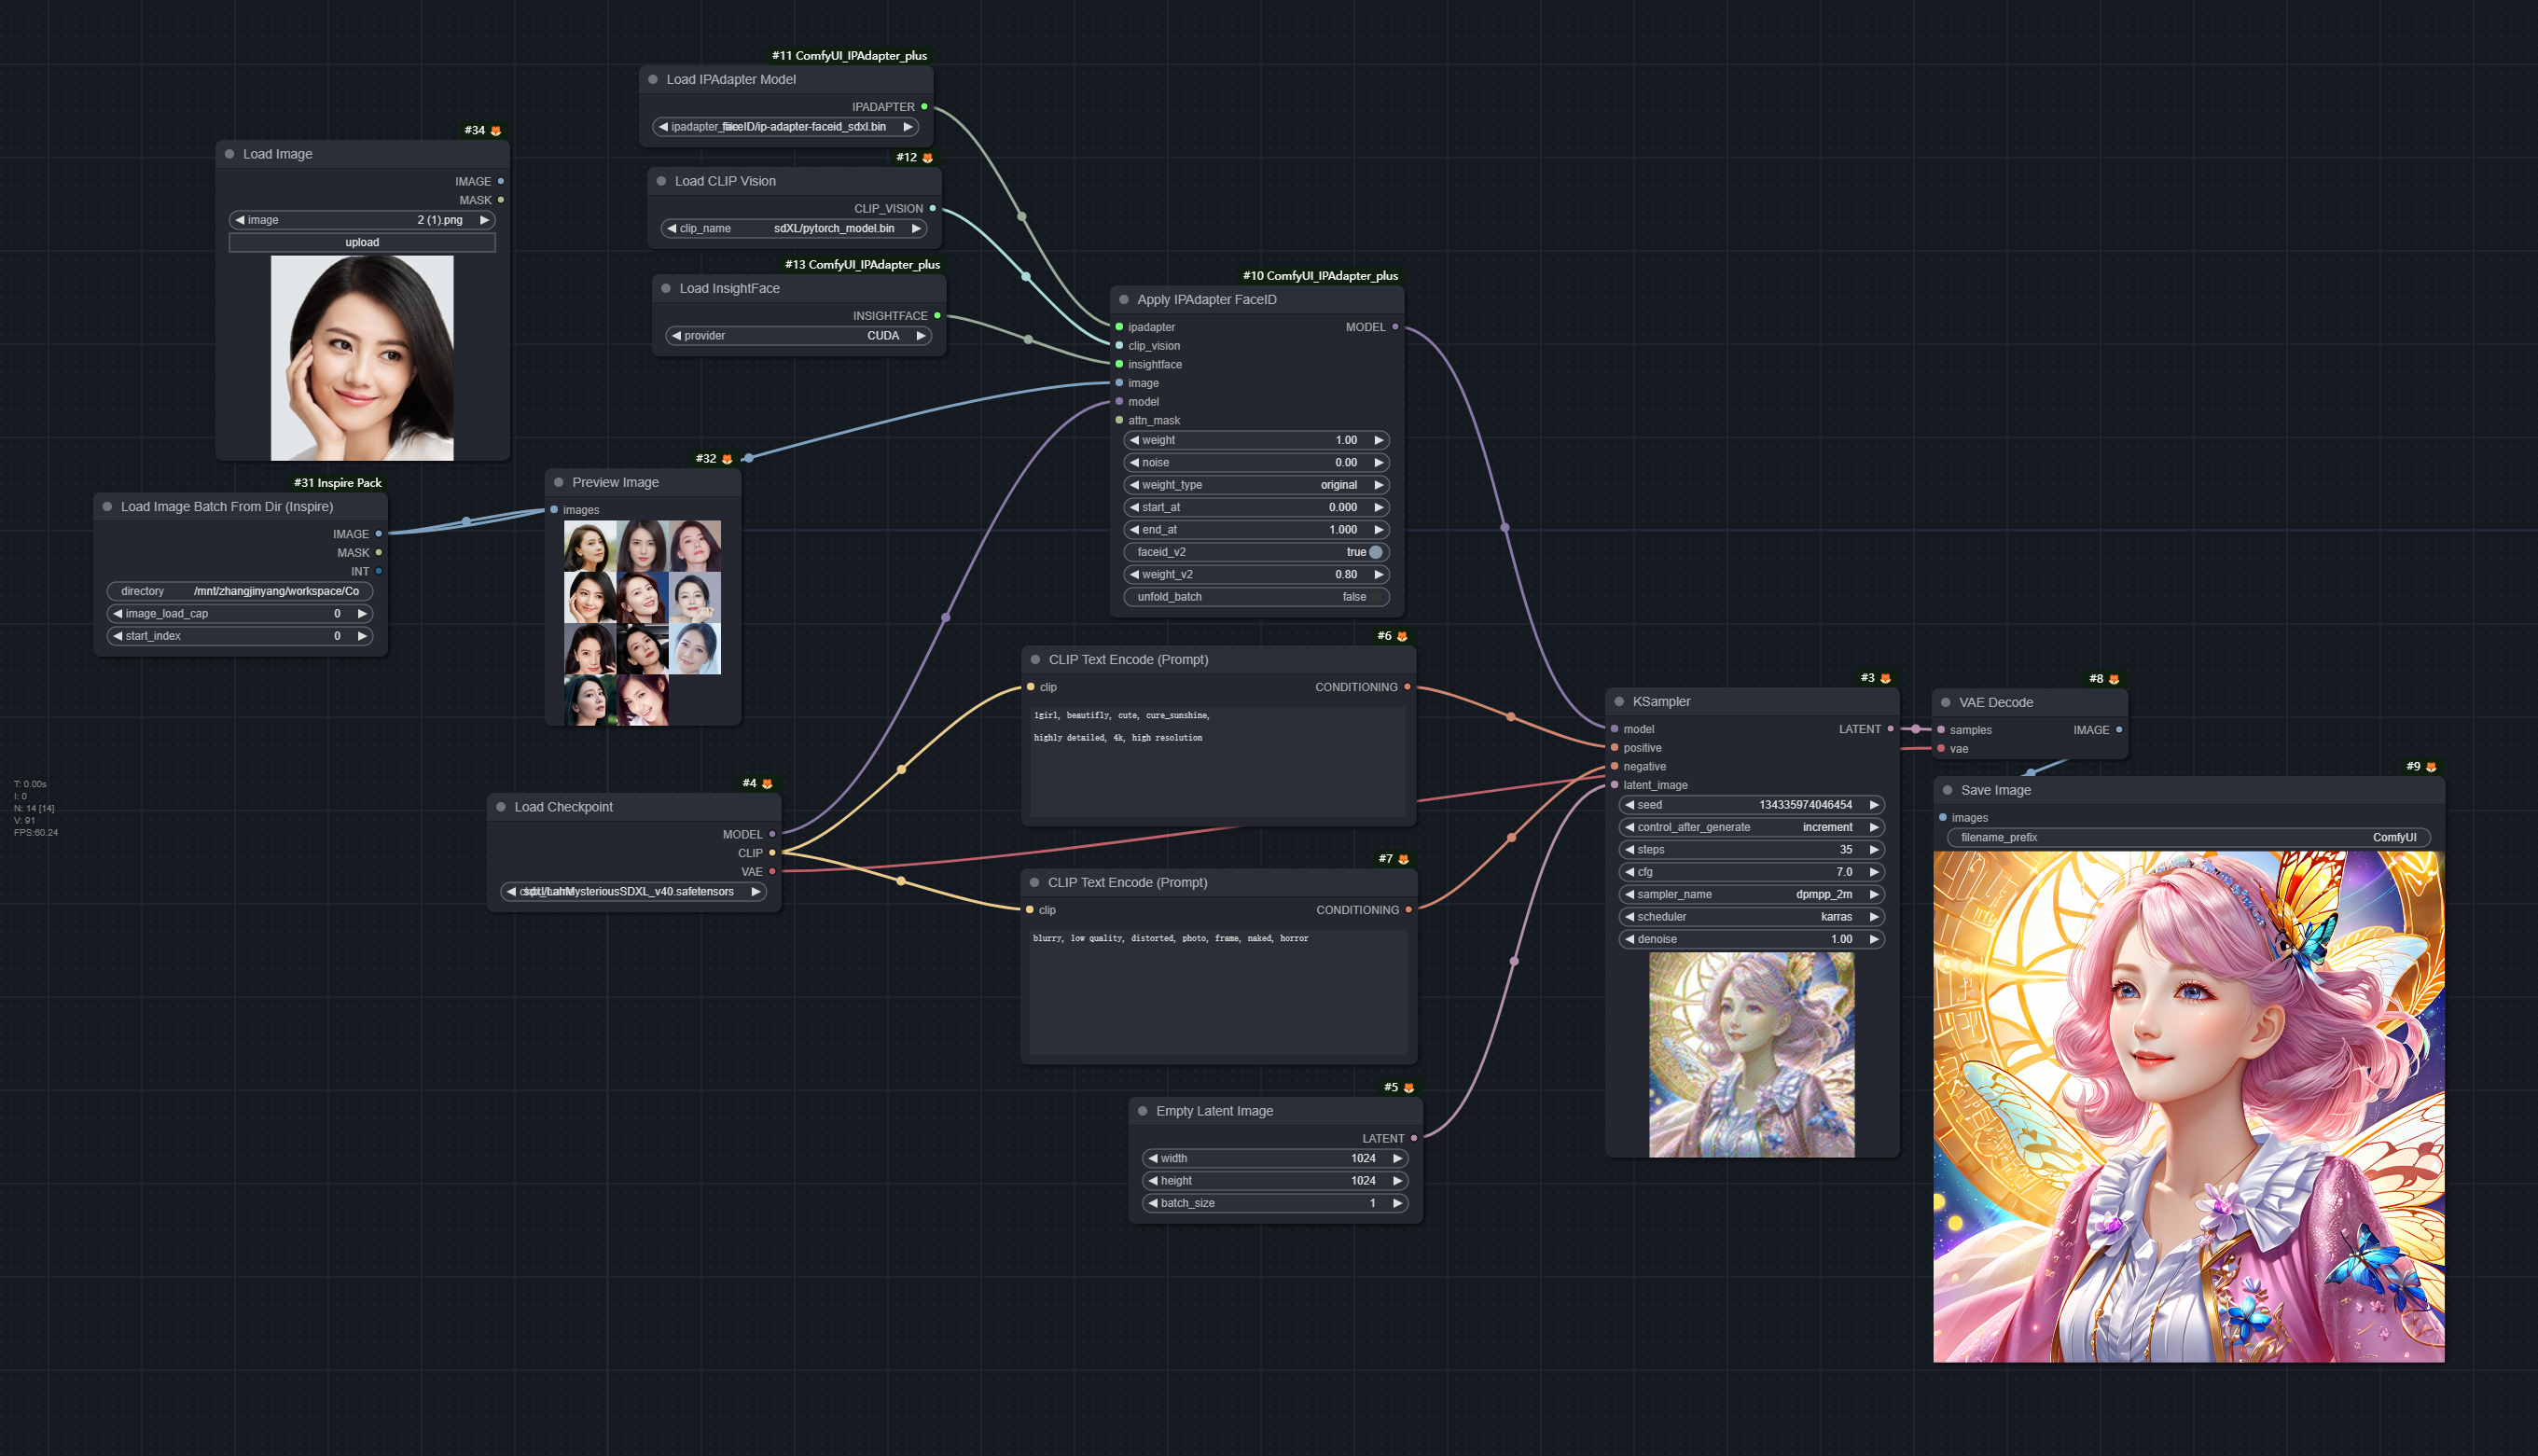 #11 ComfyUI_IPAdapter_plus
Load IPAdapter Model
IPADAPTER
ipadapter_file faceID/ip-adapter-faceid_sdxl.bin
#12
Load CLIP Vision
CLIP_VISION
clip_name sdXL/pytorch_model.bin
#13 ComfyUI_IPAdapter_plus
Load InsightFace
INSIGHTFACE
provider CUDA
#34
Load Image
IMAGE
MASK
image 2 (1).png
upload
#31 Inspire Pack
Load Image Batch From Dir (Inspire)
IMAGE
MASK
INT
directory /mnt/zhangjinyang/workspace/Co
image_load_cap 0
start_index 0
#32
Preview Image
images
#10 ComfyUI_IPAdapter_plus
Apply IPAdapter FaceID
ipadapter MODEL
clip_vision
insightface
image
model
attn_mask
weight 1.00
noise 0.00
weight_type original
start_at 0.000
end_at 1.000
faceid_v2 true
weight_v2 0.80
unfold_batch false
#6
CLIP Text Encode (Prompt)
clip CONDITIONING
1girl, beautifly, cute, cure_sunshine,
highly detailed, 4k, high resolution
#4
Load Checkpoint
MODEL
CLIP
VAE
sdxl/LahMysteriousSDXL_v40.safetensors
#7
CLIP Text Encode (Prompt)
clip CONDITIONING
blurry, low quality, distorted, photo, frame, naked, horror
#5
Empty Latent Image
LATENT
width 1024
height 1024
batch_size 1
#3
KSampler
model LATENT
positive
negative
latent_image
seed 134335974046454
control_after_generate increment
steps 35
cfg 7.0
sampler_name dpmpp_2m
scheduler karras
denoise 1.00
#8
VAE Decode
samples IMAGE
vae
#9
Save Image
images
filename_prefix ComfyUI
T: 0.00s
I: 0
N: 14 [14]
V: 91
FPS:60.24